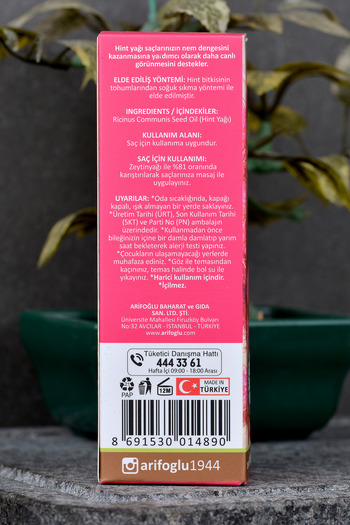 Hint yağı saçlarınızın nem dengesini
kazanmasına yardımcı olarak daha canlı
görünmesini destekler.
ELDE EDİLİŞ YÖNTEMİ: Hint bitkisinin
tohumlarından soğuk sıkma yöntemi ile
elde edilmiştir.
INGREDIENTS / İÇİNDEKİLER:
Ricinus Communis Seed Oil (Hint Yağı)
KULLANIM ALANI:
Saç için kullanıma uygundur.
SAÇ İÇİN KULLANIMI:
Zeytinyağı ile %81 oranında
karıştırılarak saçlarınıza masaj ile
uygulayınız.
UYARILAR: *Oda sıcaklığında, kapağı
kapalı, ışık almayan bir yerde saklayınız.
*Üretim Tarihi (ÜRT), Son Kullanım Tarihi
(SKT) ve Parti No (PN) ambalajın
üzerindedir. *Kullanmadan önce
bileğinizin içine bir damla damlatıp yarım
saat bekleterek alerji testi yapınız.
*Çocukların ulaşamayacağı yerlerde
muhafaza ediniz. *Göz ile temasından
kaçınınız, temas halinde bol su ile
yıkayınız. *Harici kullanım içindir.
*İçilmez.
ARİFOĞLU BAHARAT ve GIDA
SAN. LTD. ŞTİ.
Üniversite Mahallesi Firuzköy Bulvarı
No:32 AVCILAR - İSTANBUL - TÜRKİYE
www.arifoglu.com
Tüketici Danışma Hattı
444 33 61
Hafta İçi 09:00 - 18:00 Arası
PAP
12M
MADE IN
TÜRKİYE
8 691530 014890
arifoglu1944